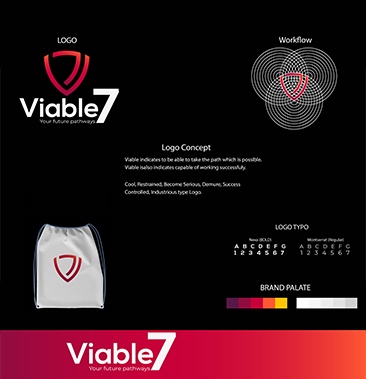 LOGO
Workflow
Viable7
Your future pathways
Logo Concept
Viable indicates to be able to take the path which is possible.
Viable isalso indicates capable of working successfuly.
Cool, Restrained, Become Serious, Demure, Success
Controlled, Industrious type Logo.
LOGO TYPO
Nexa (BOLD)
A B C D E F G
1 2 3 4 5 6 7
Montserrat (Regular)
A B C D E F G
1 2 3 4 5 6 7
BRAND PALATE
Viable7
Your future pathways